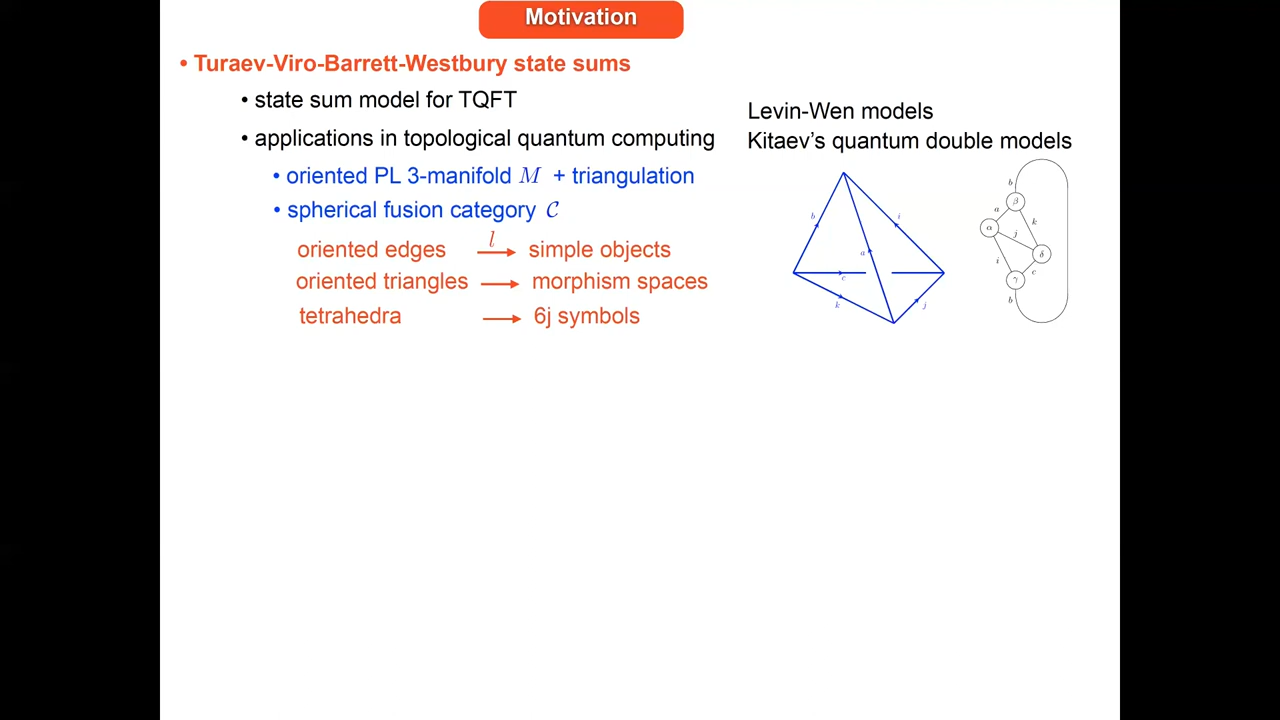 Motivation
• Turaev-Viro-Barrett-Westbury state sums
• state sum model for TQFT
• applications in topological quantum computing
Levin-Wen models
Kitaev's quantum double models
• oriented PL 3-manifold M + triangulation
• spherical fusion category 𝒞
oriented edges l → simple objects
oriented triangles → morphism spaces
tetrahedra → 6j symbols
b
i
a
c
k
j
b
β
a
k
α
j
δ
i
c
γ
b